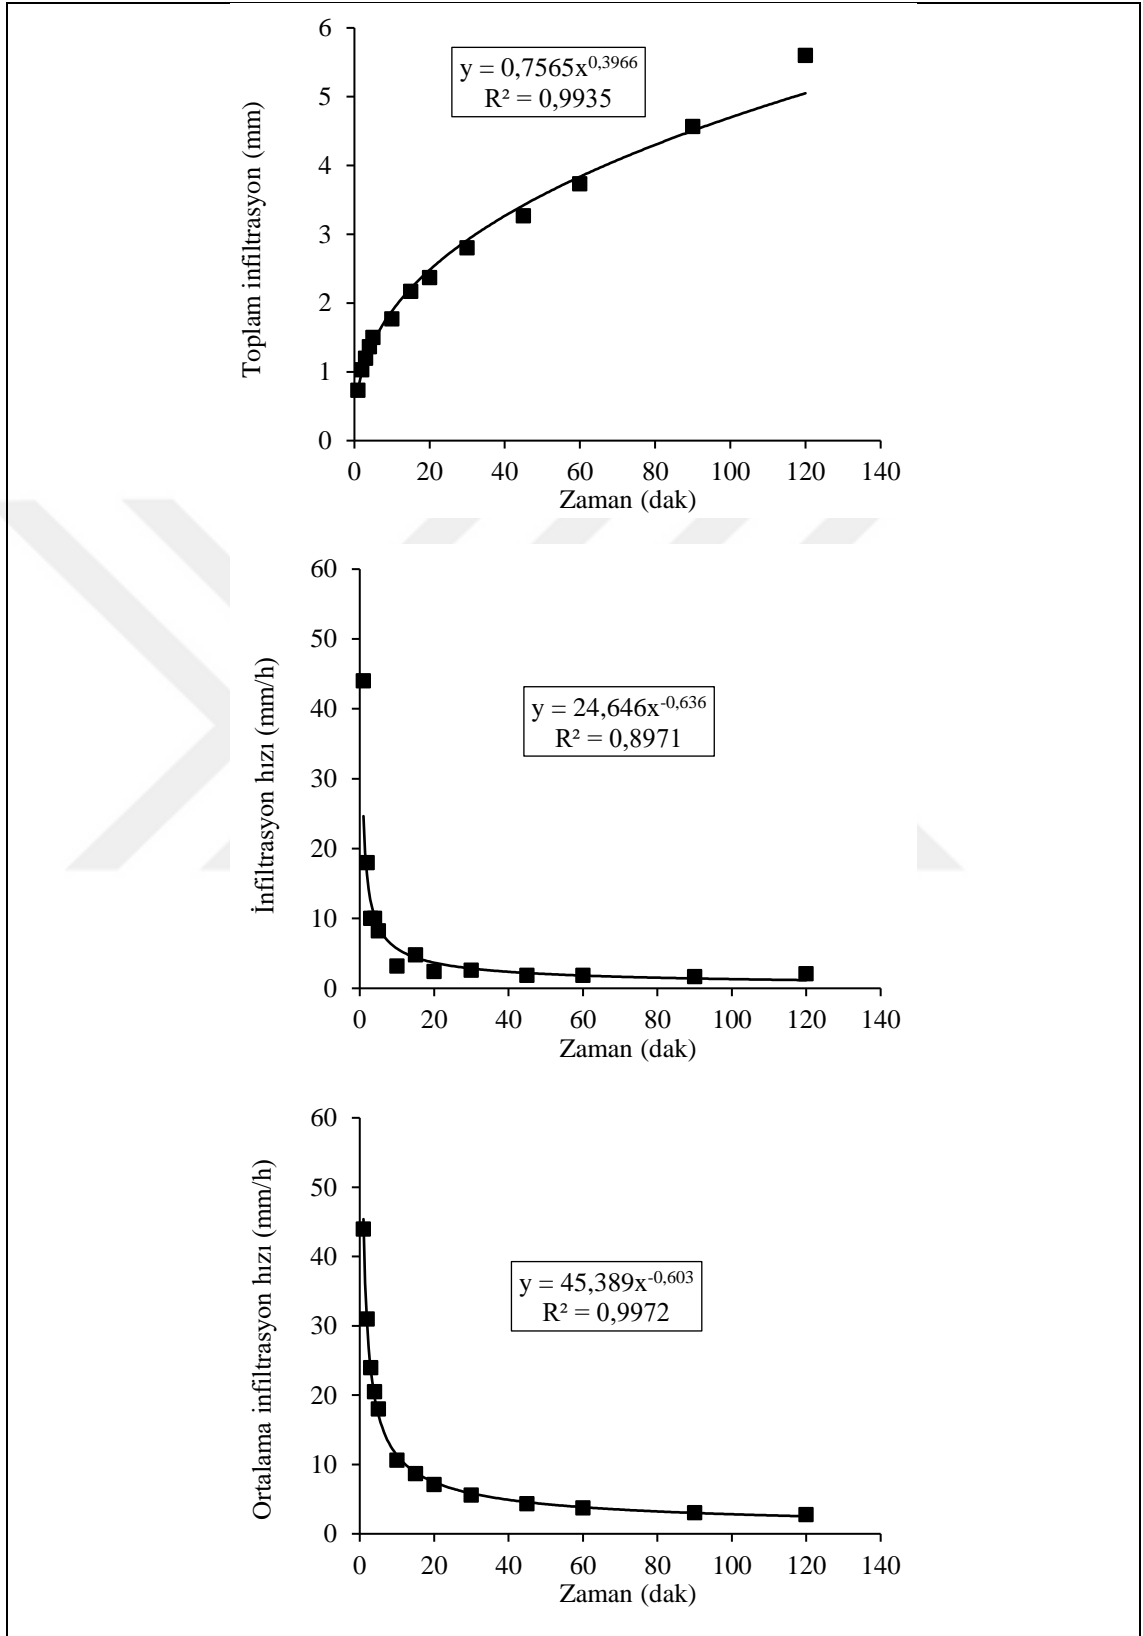 6
5
4
3
2
1
0
Toplam infiltrasyon (mm)
y = 0,7565x^0,3966
R² = 0,9935
0 20 40 60 80 100 120 140
Zaman (dak)
60
50
40
30
20
10
0
İnfiltrasyon hızı (mm/h)
y = 24,646x^-0,636
R² = 0,8971
0 20 40 60 80 100 120 140
Zaman (dak)
60
50
40
30
20
10
0
Ortalama infiltrasyon hızı (mm/h)
y = 45,389x^-0,603
R² = 0,9972
0 20 40 60 80 100 120 140
Zaman (dak)